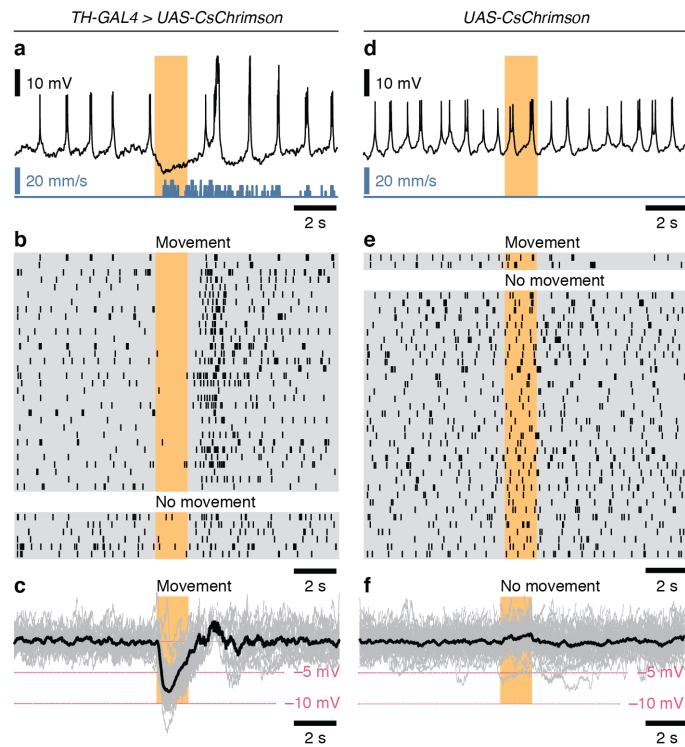 TH-GAL4 > UAS-CsChrimson
UAS-CsChrimson
a
10 mV
20 mm/s
2 s
d
10 mV
20 mm/s
2 s
b
Movement
No movement
2 s
e
Movement
No movement
2 s
c
Movement
–5 mV
–10 mV
2 s
f
No movement
–5 mV
–10 mV
2 s